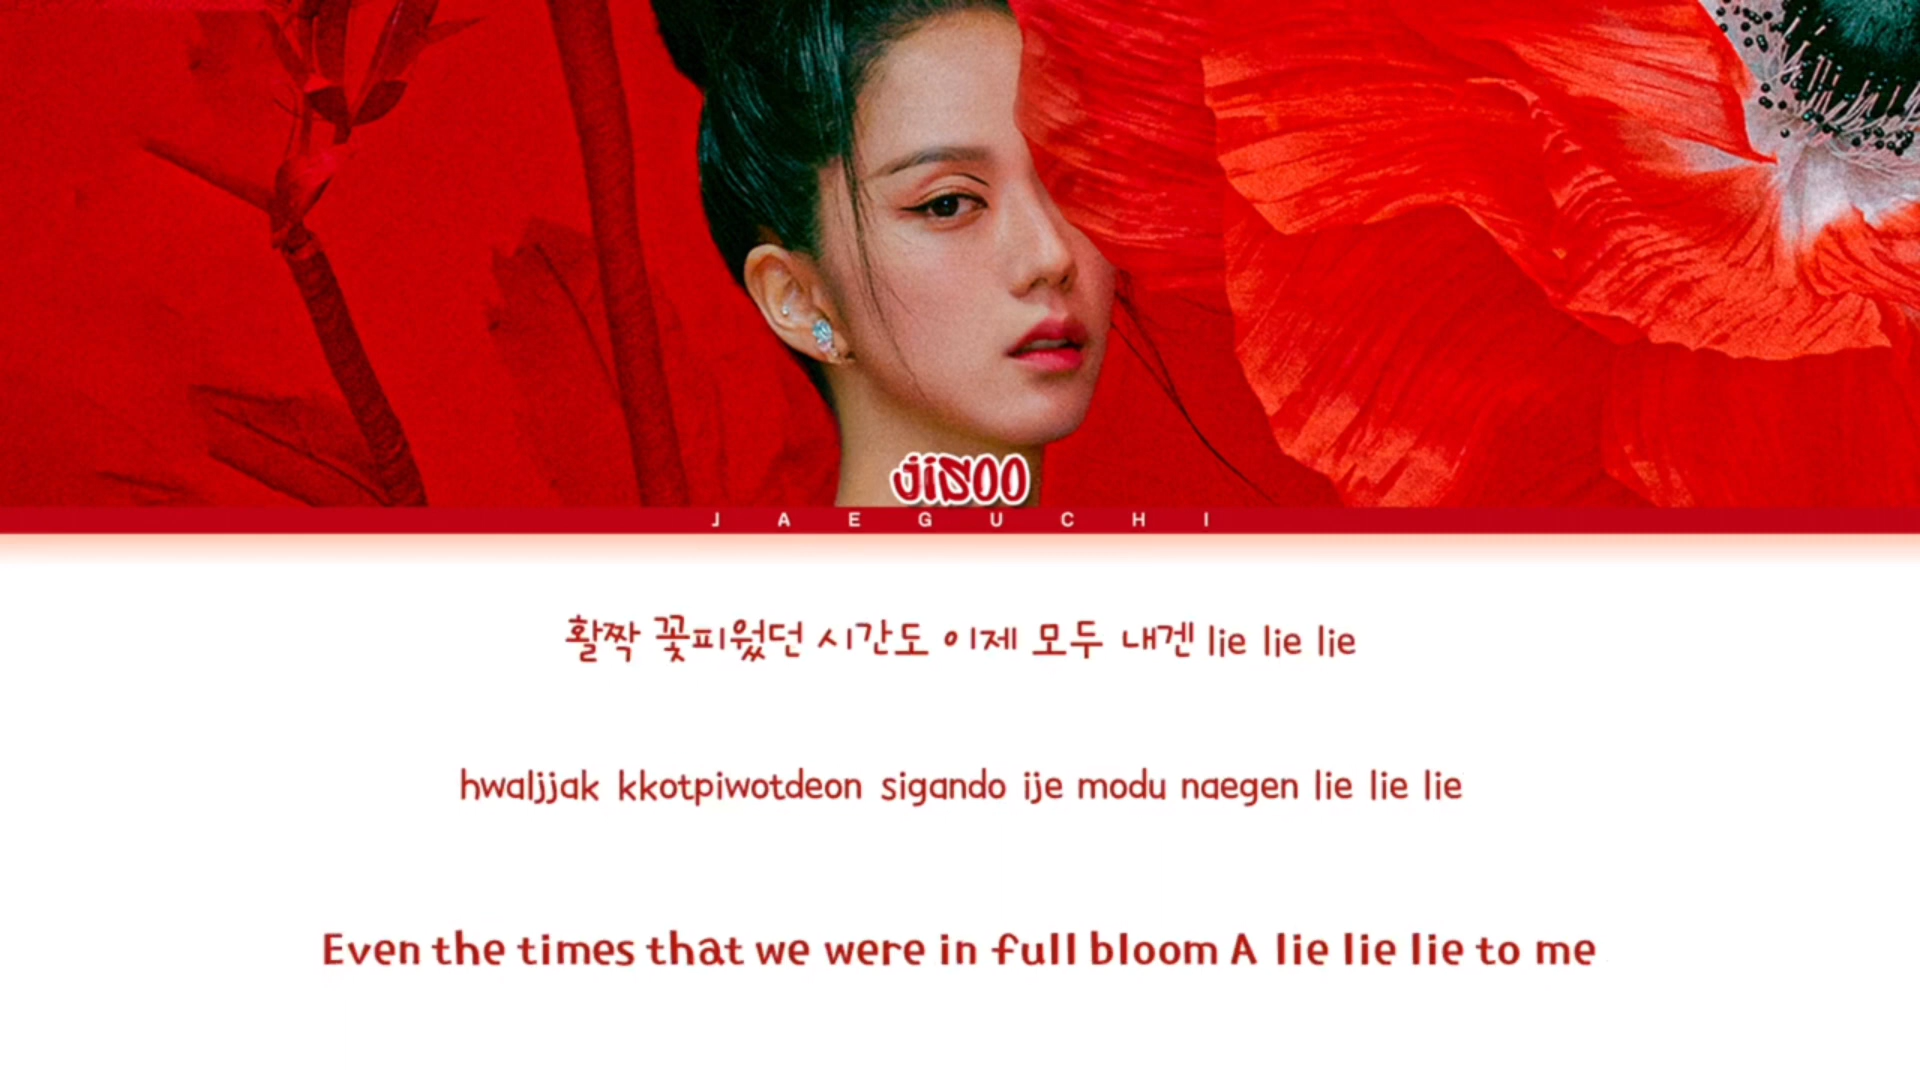 JISOO
JAEGUCHI
활짝 꽃피웠던 시간도 이제 모두 내겐 lie lie lie
hwaljjak kkotpiwotdeon sigando ije modu naegen lie lie lie
Even the times that we were in full bloom A lie lie lie to me